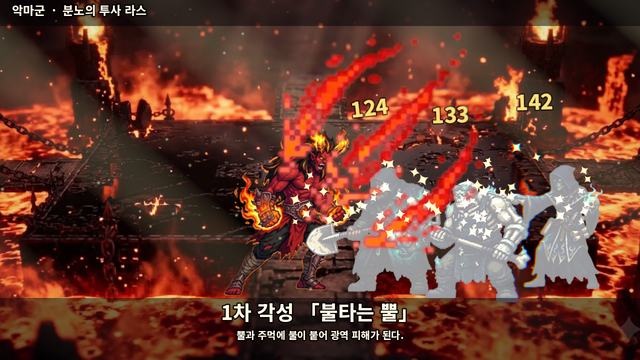 악마군 · 분노의 투사 라스
124
133
142
1차 각성 「불타는 뿔」
뿔과 주먹에 불이 붙어 광역 피해가 된다.